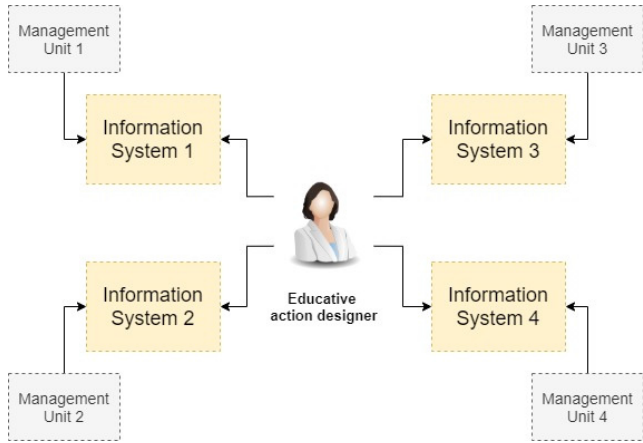 Management
Unit 1
Management
Unit 3
Information
System 1
Information
System 3
Educative
action designer
Information
System 2
Information
System 4
Management
Unit 2
Management
Unit 4